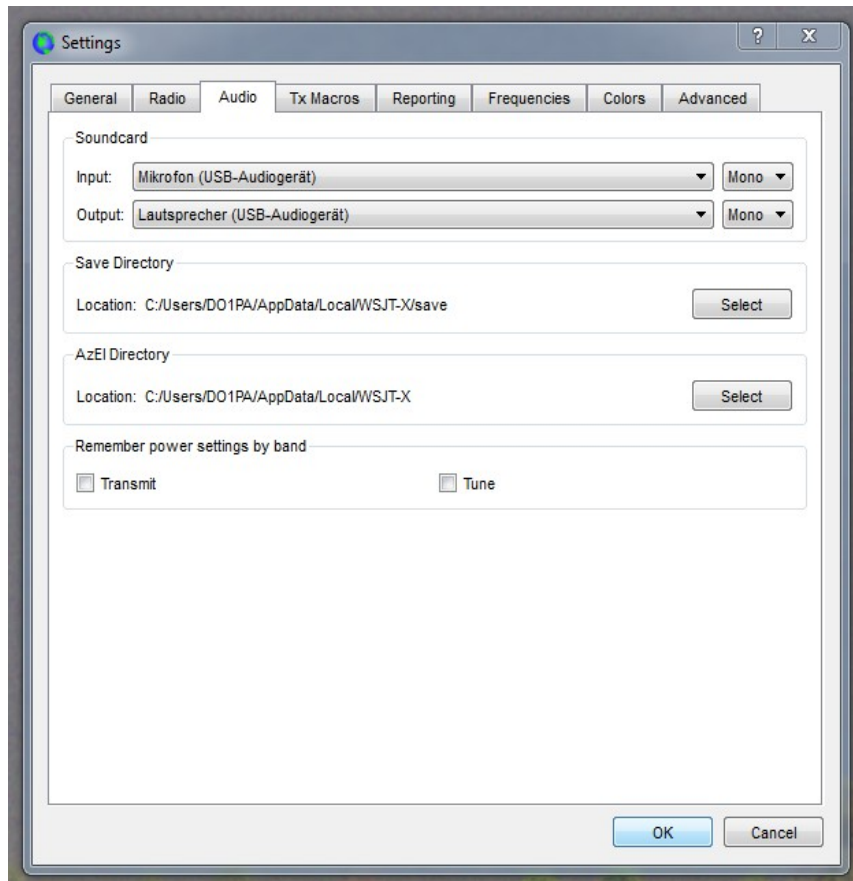 Settings
General Radio Audio Tx Macros Reporting Frequencies Colors Advanced
Soundcard
Input: Mikrofon (USB-Audiogerät) Mono
Output: Lautsprecher (USB-Audiogerät) Mono
Save Directory
Location: C:/Users/DO1PA/AppData/Local/WSJT-X/save Select
AzEl Directory
Location: C:/Users/DO1PA/AppData/Local/WSJT-X Select
Remember power settings by band
Transmit Tune
OK Cancel